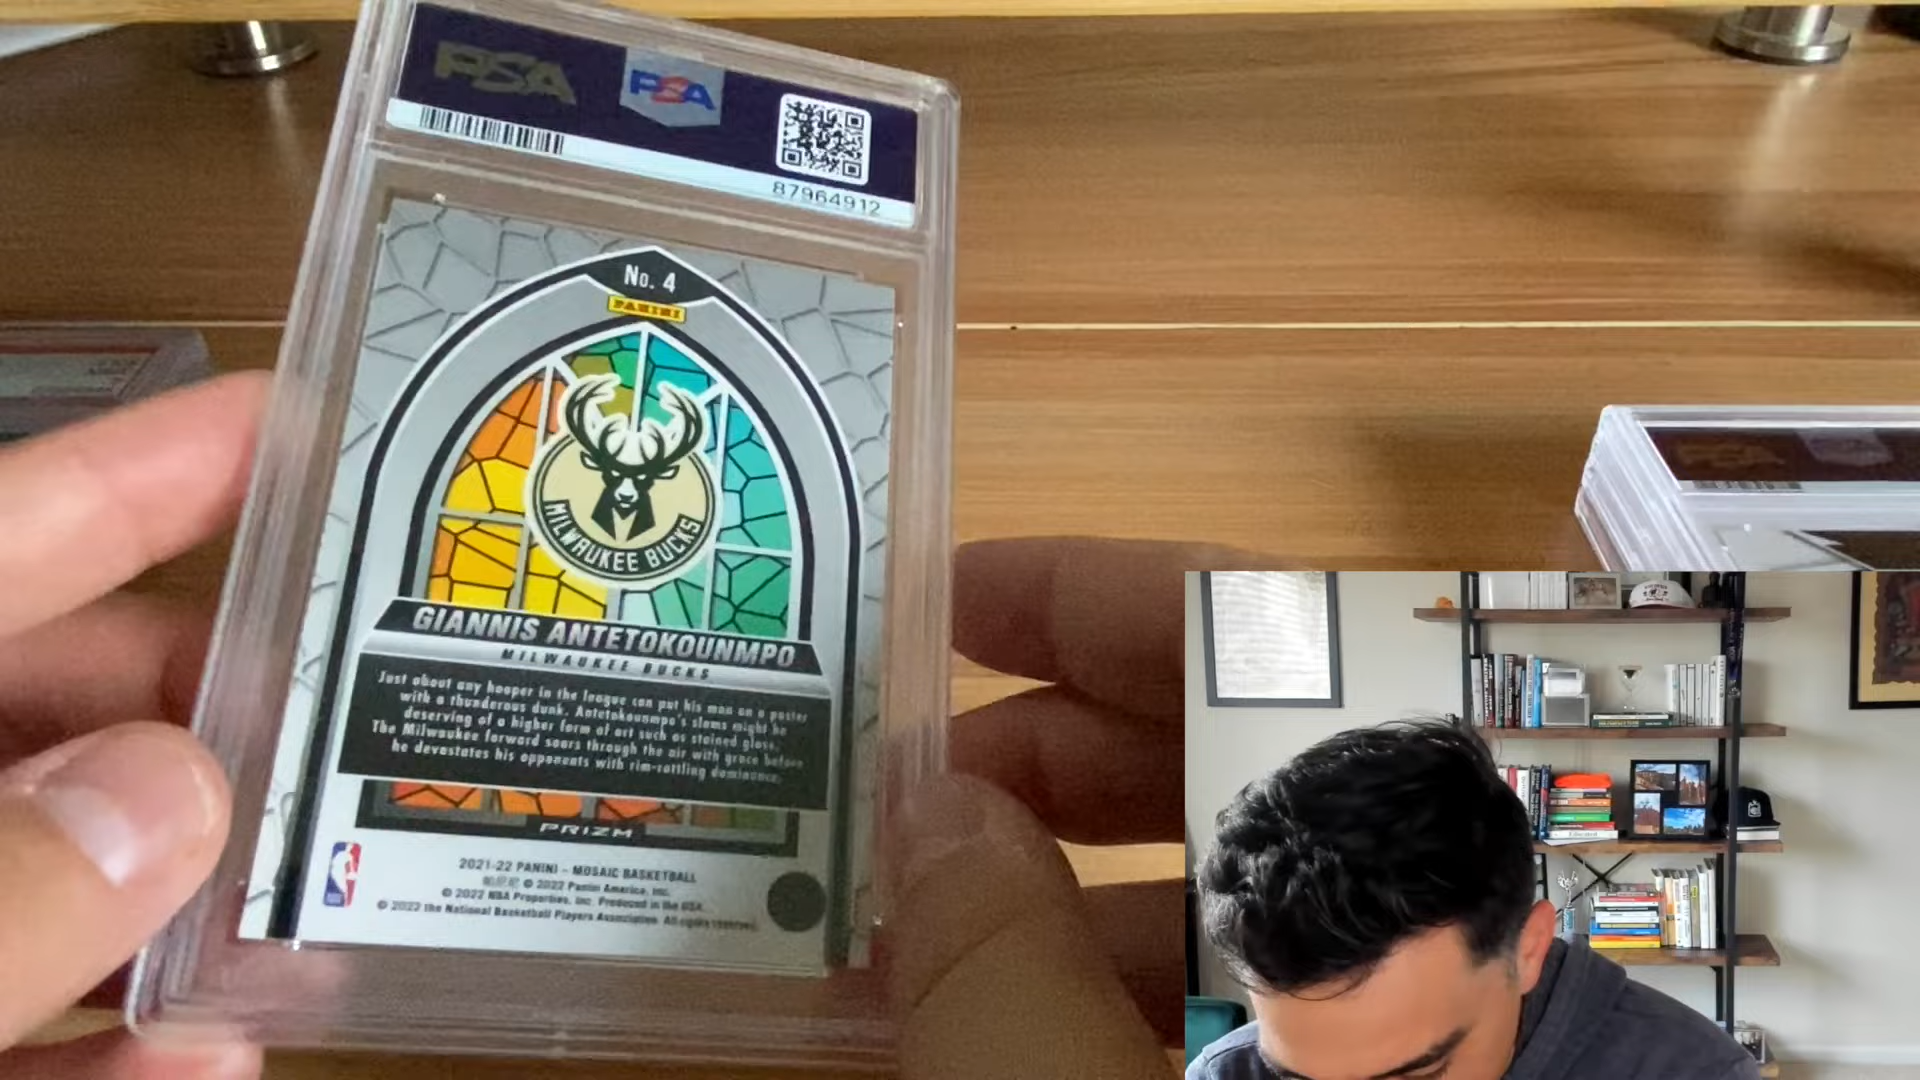 PSA
PSA
87964912
No. 4
PANINI
MILWAUKEE BUCKS
GIANNIS ANTETOKOUNMPO
MILWAUKEE BUCKS
Just about any hooper in the league can put his man on a poster
with a thunderous dunk. Antetokounmpo's slams might be
deserving of a higher form of art such as stained glass.
The Milwaukee forward soars through the air with grace before
he devastates his opponents with rim-rattling dominance.
PRIZM
2021-22 PANINI – MOSAIC BASKETBALL
© 2022 Panini America, Inc.
© 2022 NBA Properties, Inc. Produced in the USA.
© 2022 the National Basketball Players Association. All rights reserved.